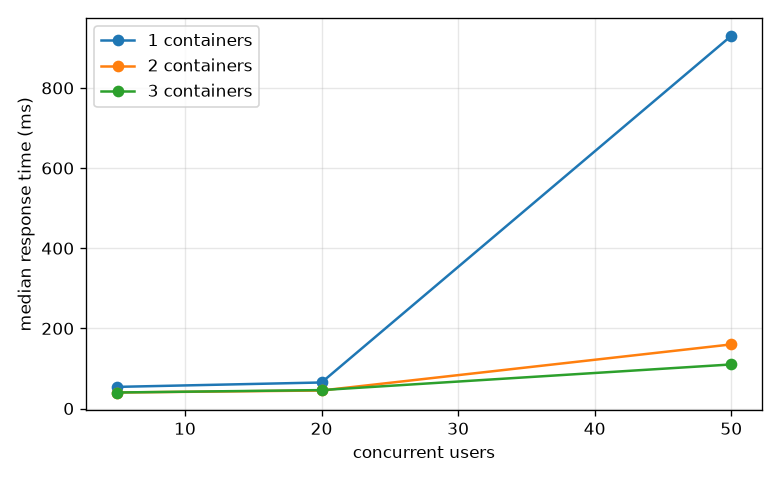 1 containers
2 containers
3 containers
800
600
400
200
0
median response time (ms)
10 20 30 40 50
concurrent users